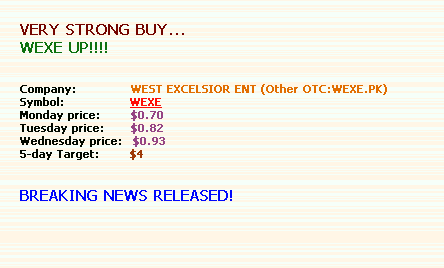 VERY STRONG BUY...
WEXE UP!!!!
Company: WEST EXCELSIOR ENT (Other OTC:WEXE.PK)
Symbol: WEXE
Monday price: $0.70
Tuesday price: $0.82
Wednesday price: $0.93
5-day Target: $4
BREAKING NEWS RELEASED!